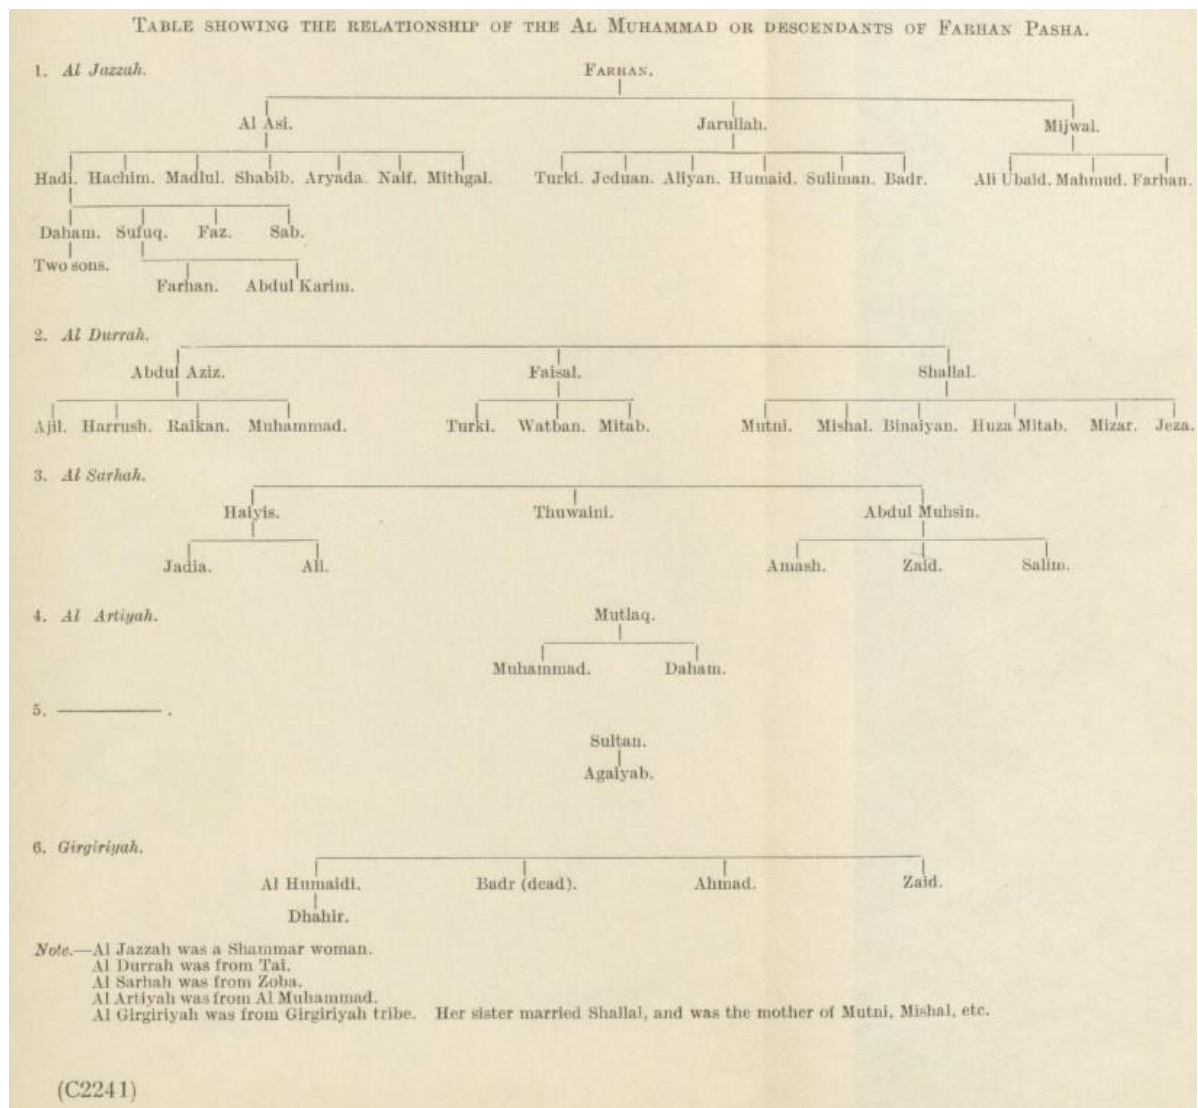 TABLE SHOWING THE RELATIONSHIP OF THE AL MUHAMMAD OR DESCENDANTS OF FARHAN PASHA.
1. Al Jazzah. FARHAN.
Al Asi. Jarullah. Mijwal.
Hadi. Hachim. Madlul. Shabib. Aryada. Naif. Mithgal. Turki. Jeduan. Aliyan. Humaid. Suliman. Badr. Ali Ubaid. Mahmud. Farhan.
Daham. Sufuq. Faz. Sab.
Two sons.
Farhan. Abdul Karim.
2. Al Durrah.
Abdul Aziz. Faisal. Shallal.
Ajil. Harrush. Raikan. Muhammad. Turki. Watban. Mitab. Mutni. Mishal. Binaiyan. Huza Mitab. Mizar. Jeza.
3. Al Sarhah.
Haiyis. Thuwaini. Abdul Muhsin.
Jadia. Ali. Amash. Zaid. Salim.
4. Al Artiyah. Mutlaq.
Muhammad. Daham.
5. ———— .
Sultan.
Agaiyab.
6. Girgiriyah.
Al Humaidi. Badr (dead). Ahmad. Zaid.
Dhahir.
Note.—Al Jazzah was a Shammar woman.
Al Durrah was from Tai.
Al Sarhah was from Zoba.
Al Artiyah was from Al Muhammad.
Al Girgiriyah was from Girgiriyah tribe. Her sister married Shallal, and was the mother of Mutni, Mishal, etc.
(C2241)